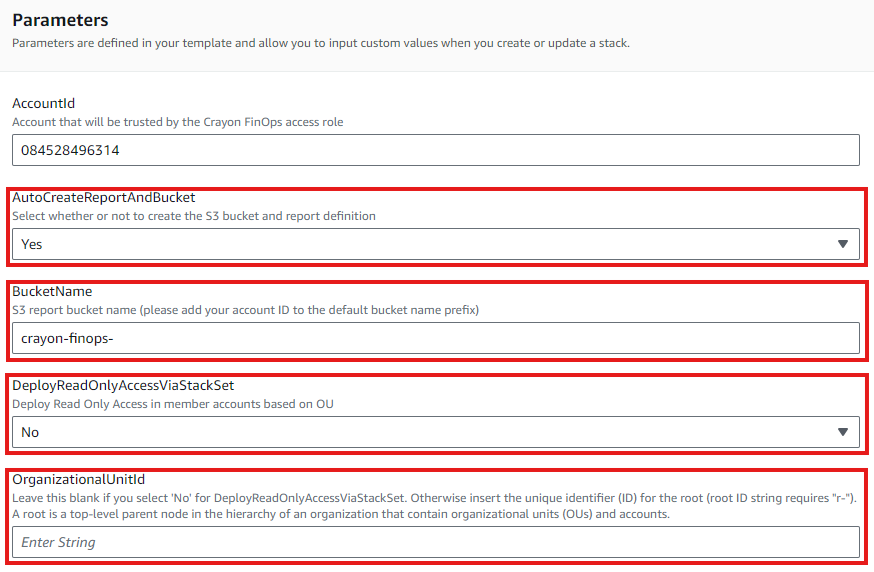 Parameters
Parameters are defined in your template and allow you to input custom values when you create or update a stack.
AccountId
Account that will be trusted by the Crayon FinOps access role
084528496314
AutoCreateReportAndBucket
Select whether or not to create the S3 bucket and report definition
Yes
BucketName
S3 report bucket name (please add your account ID to the default bucket name prefix)
crayon-finops-
DeployReadOnlyAccessViaStackSet
Deploy Read Only Access in member accounts based on OU
No
OrganizationalUnitId
Leave this blank if you select 'No' for DeployReadOnlyAccessViaStackSet. Otherwise insert the unique identifier (ID) for the root (root ID string requires "r-").
A root is a top-level parent node in the hierarchy of an organization that contain organizational units (OUs) and accounts.
Enter String